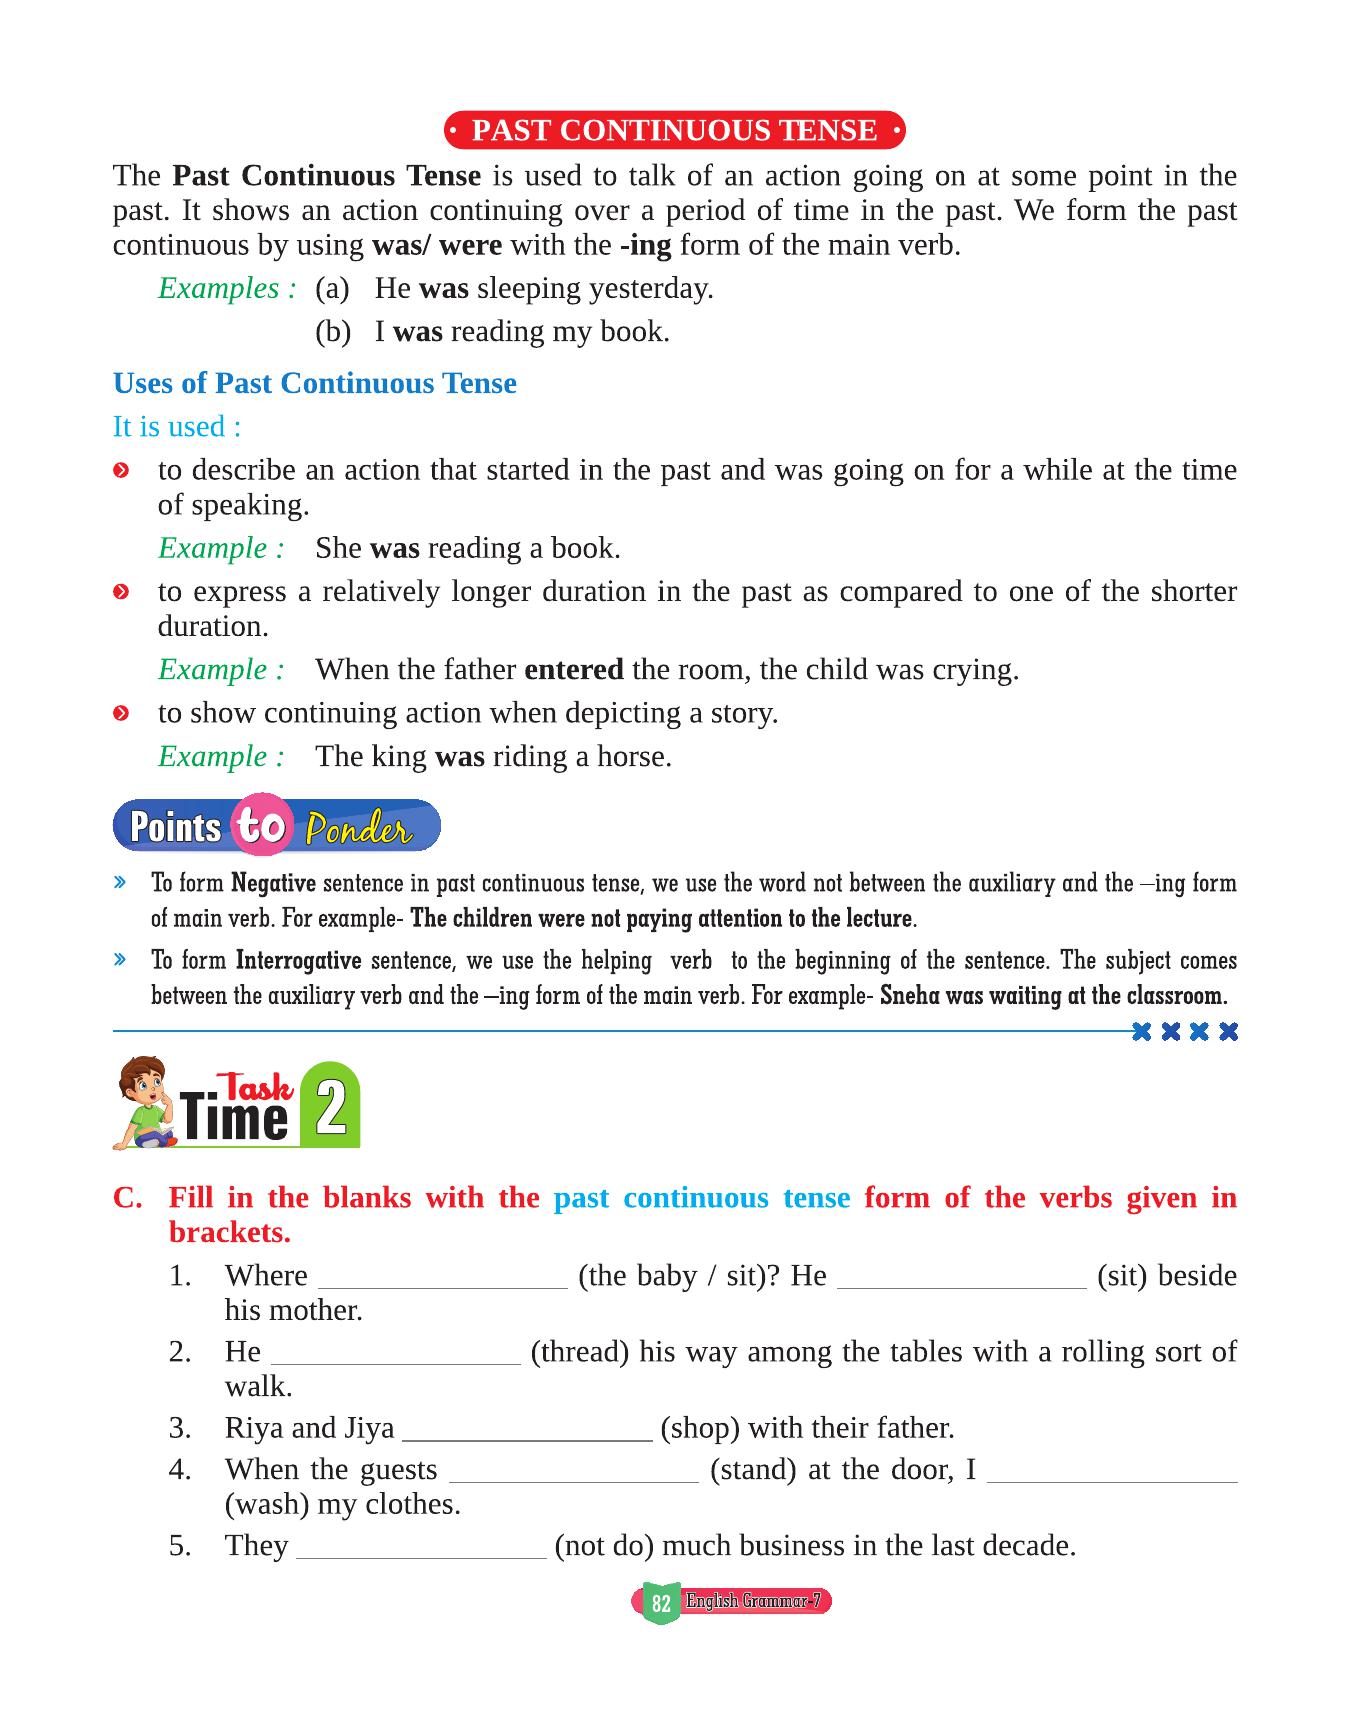 • PAST CONTINUOUS TENSE •
The Past Continuous Tense is used to talk of an action going on at some point in the
past. It shows an action continuing over a period of time in the past. We form the past
continuous by using was/ were with the -ing form of the main verb.
Examples : (a) He was sleeping yesterday.
(b) I was reading my book.
Uses of Past Continuous Tense
It is used :
to describe an action that started in the past and was going on for a while at the time
of speaking.
Example : She was reading a book.
to express a relatively longer duration in the past as compared to one of the shorter
duration.
Example : When the father entered the room, the child was crying.
to show continuing action when depicting a story.
Example : The king was riding a horse.
Points to Ponder
» To form Negative sentence in past continuous tense, we use the word not between the auxiliary and the –ing form
of main verb. For example- The children were not paying attention to the lecture.
» To form Interrogative sentence, we use the helping verb to the beginning of the sentence. The subject comes
between the auxiliary verb and the –ing form of the main verb. For example- Sneha was waiting at the classroom.
Task
Time 2
C. Fill in the blanks with the past continuous tense form of the verbs given in
brackets.
1. Where ________________ (the baby / sit)? He ________________ (sit) beside
his mother.
2. He ________________ (thread) his way among the tables with a rolling sort of
walk.
3. Riya and Jiya ________________ (shop) with their father.
4. When the guests ________________ (stand) at the door, I ________________
(wash) my clothes.
5. They ________________ (not do) much business in the last decade.
82 English Grammar-7